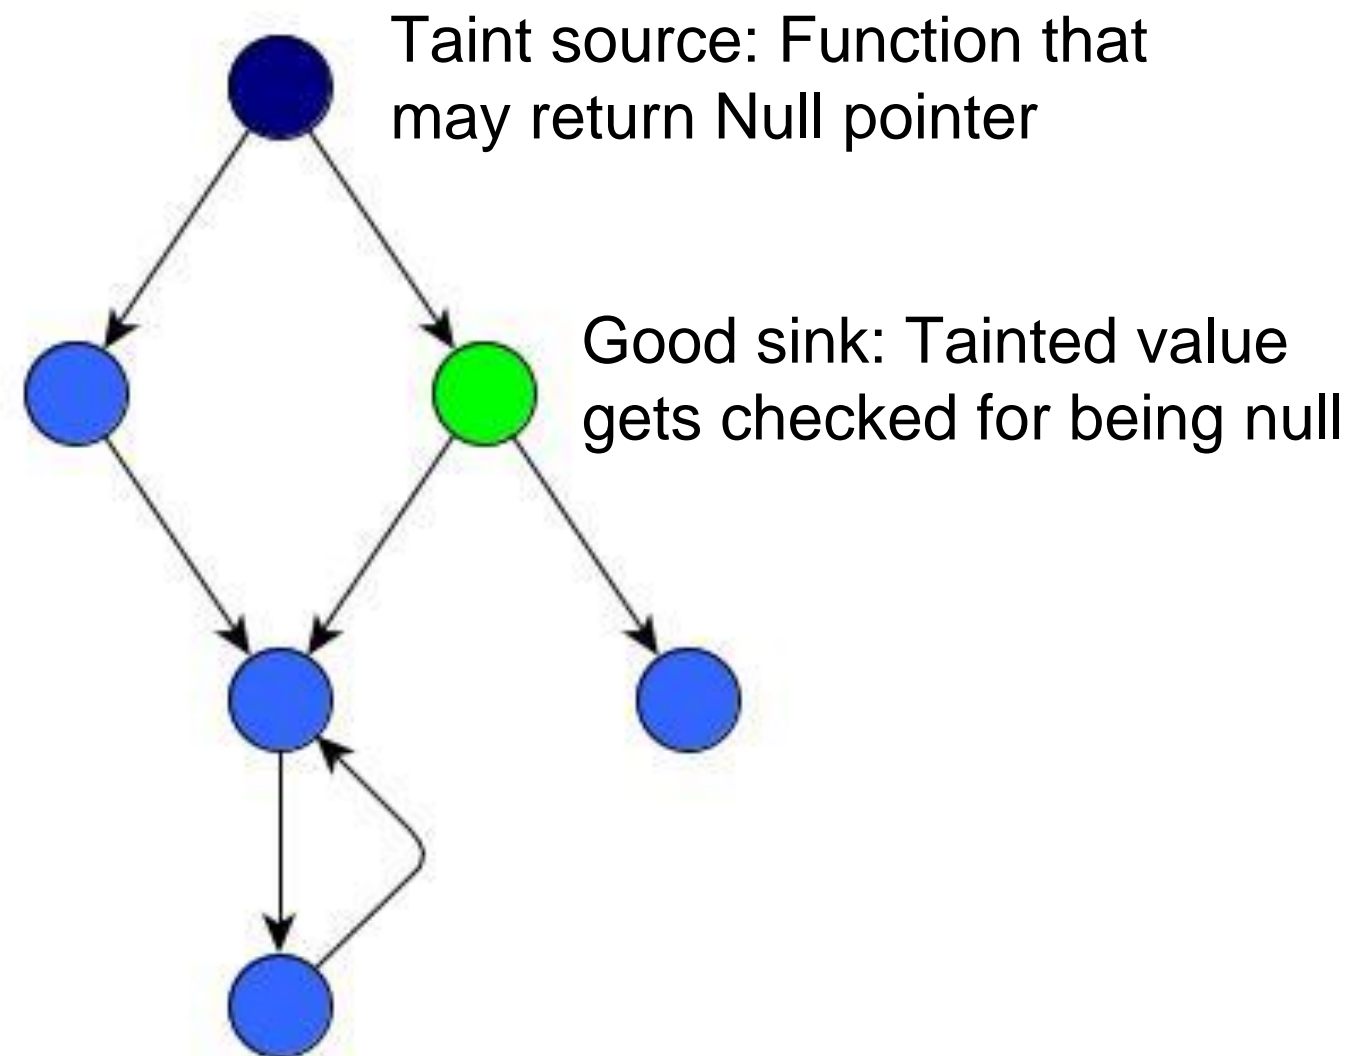 Taint source: Function that
may return Null pointer
Good sink: Tainted value
gets checked for being null